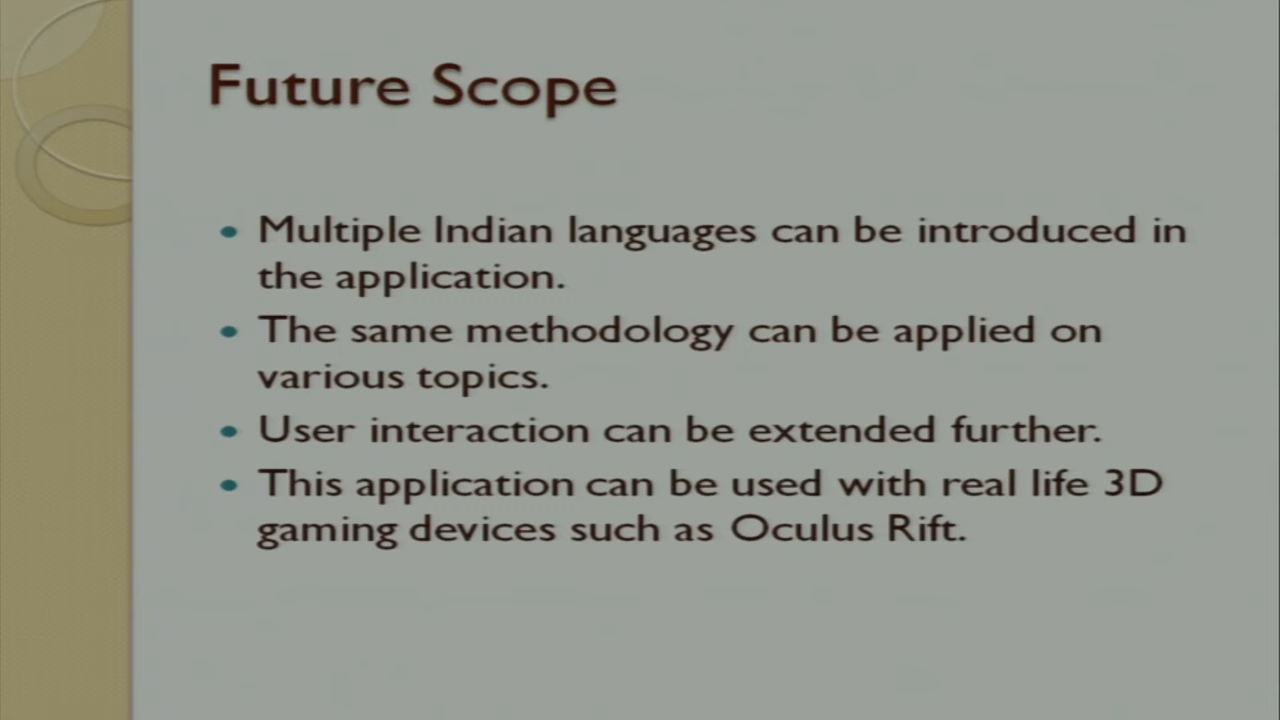 Future Scope
• Multiple Indian languages can be introduced in
the application.
• The same methodology can be applied on
various topics.
• User interaction can be extended further.
• This application can be used with real life 3D
gaming devices such as Oculus Rift.